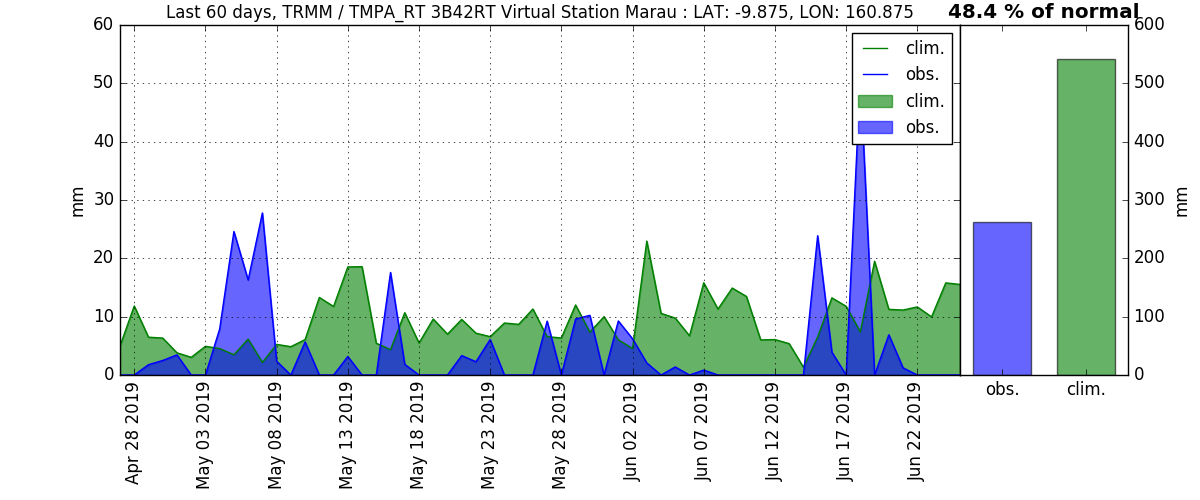 Last 60 days, TRMM / TMPA_RT 3B42RT Virtual Station Marau : LAT: -9.875, LON: 160.875
48.4 % of normal
60
50
40
30
20
10
0
mm
clim.
obs.
clim.
obs.
Apr 28 2019
May 03 2019
May 08 2019
May 13 2019
May 18 2019
May 23 2019
May 28 2019
Jun 02 2019
Jun 07 2019
Jun 12 2019
Jun 17 2019
Jun 22 2019
600
500
400
300
200
100
0
mm
obs.
clim.